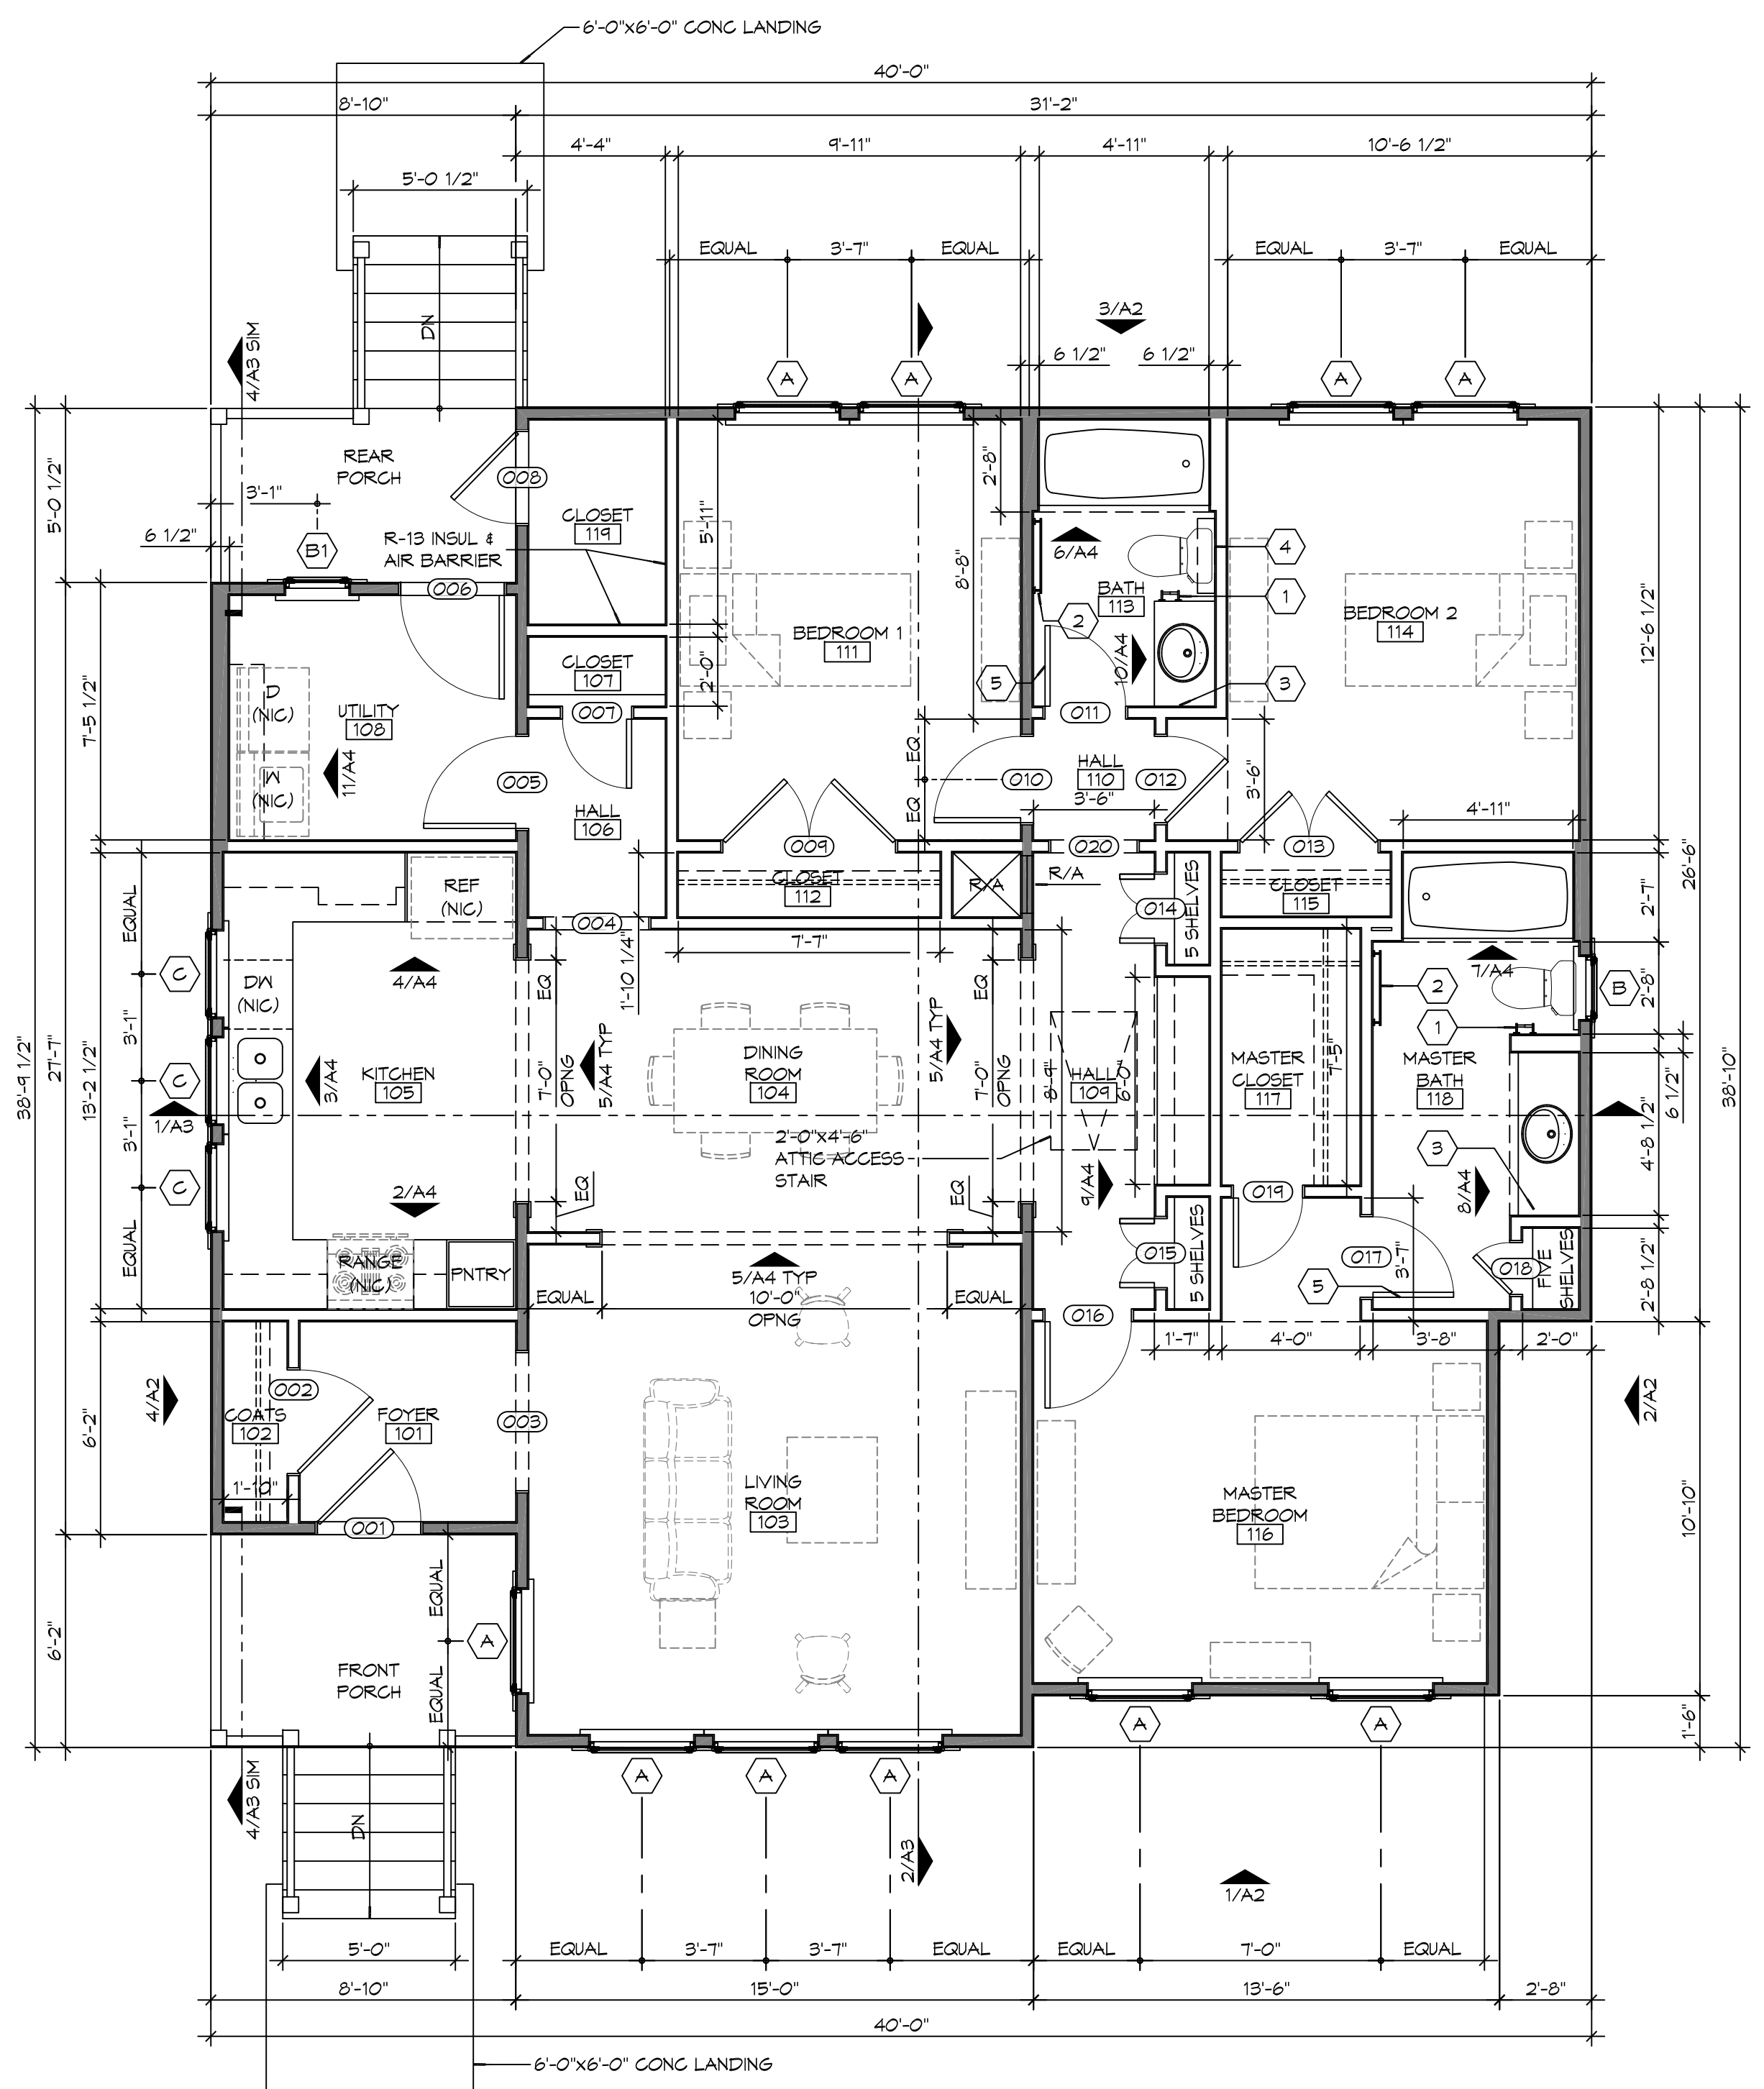 6'-0"x6'-0" CONC LANDING
40'-0"
8'-10" 31'-2"
4'-4" 9'-11" 4'-11" 10'-6 1/2"
5'-0 1/2"
EQUAL 3'-7" EQUAL EQUAL 3'-7" EQUAL
3/A2
DN
4/A3 SIM
6 1/2" 6 1/2"
A A A A
REAR
PORCH
008
2'-8"
3'-1"
5'-0 1/2"
CLOSET
119
5'-11"
6 1/2"
B1
R-13 INSUL &
AIR BARRIER
6/A4
4
8'-8"
12'-6 1/2"
006
BATH
113
1
2
BEDROOM 1
111
BEDROOM 2
114
CLOSET
107
2'-0"
10/A4
5
3
D
(NIC)
UTILITY
108
007
011
7'-5 1/2"
W
(NIC)
11/A4
005
EQ
EQ
010
HALL
110
012
3'-6"
3'-6"
4'-11"
HALL
106
009
020
013
26'-6"
REF
(NIC)
CLOSET
112
R/A
R/A
014
5 SHELVES
CLOSET
115
2'-7"
EQUAL
004
7'-7"
1'-10 1/4"
C
DW
(NIC)
4/A4
EQ
EQ
7/A4
2
B
2'-8"
1
3'-1"
38'-9 1/2"
27'-7"
13'-2 1/2"
38'-10"
C
3/A4
KITCHEN
105
7'-0"
OPNG
5/A4 TYP
DINING
ROOM
104
5/A4 TYP
7'-0"
OPNG
8'-9"
HALL
109
6'-0"
MASTER
CLOSET
117
7'-5"
MASTER
BATH
118
6 1/2"
1/A3
3'-1"
2'-0"x4'-6"
ATTIC ACCESS
STAIR
3
4'-8 1/2"
C
2/A4
EQ
EQ
9/A4
019
8/A4
EQUAL
RANGE
(NIC)
PNTRY
5/A4 TYP
10'-0"
OPNG
EQUAL EQUAL
015
5 SHELVES
017
3'-7"
018
FIVE
SHELVES
5
2'-8 1/2"
016
1'-7" 4'-0" 3'-8" 2'-0"
4/A2
002
2/A2
COATS
102
FOYER
101
003
6'-2"
1'-10"
LIVING
ROOM
103
MASTER
BEDROOM
116
10'-10"
001
EQUAL
A
6'-2"
FRONT
PORCH
EQUAL
A A
1'-6"
A A A
4/A3 SIM
DN
2/A3
1/A2
5'-0" EQUAL 3'-7" 3'-7" EQUAL EQUAL 7'-0" EQUAL
8'-10" 15'-0" 13'-6" 2'-8"
40'-0"
6'-0"x6'-0" CONC LANDING